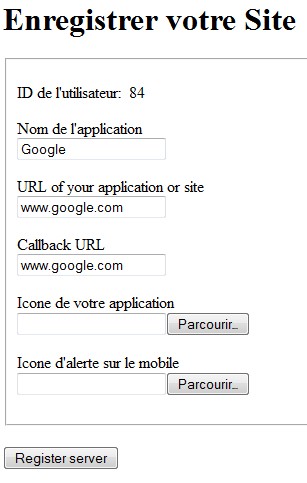 Enregistrer votre Site
ID de l'utilisateur: 84
Nom de l'application
Google
URL of your application or site
www.google.com
Callback URL
www.google.com
Icone de votre application
Parcourir...
Icone d'alerte sur le mobile
Parcourir...
Register server